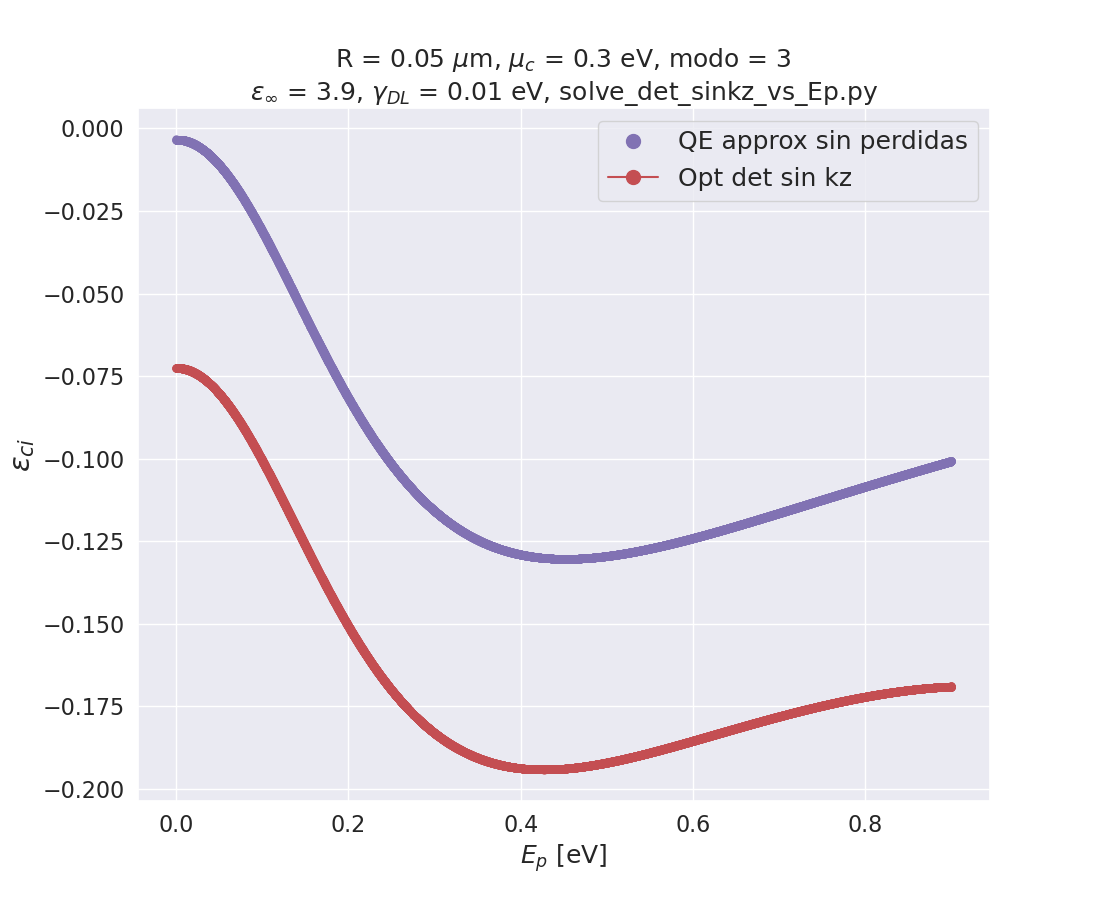 R = 0.05 μm, μc = 0.3 eV, modo = 3
ε∞ = 3.9, γDL = 0.01 eV, solve_det_sinkz_vs_Ep.py
QE approx sin perdidas
Opt det sin kz
0.000
−0.025
−0.050
−0.075
−0.100
−0.125
−0.150
−0.175
−0.200
εci
0.0 0.2 0.4 0.6 0.8
Ep [eV]